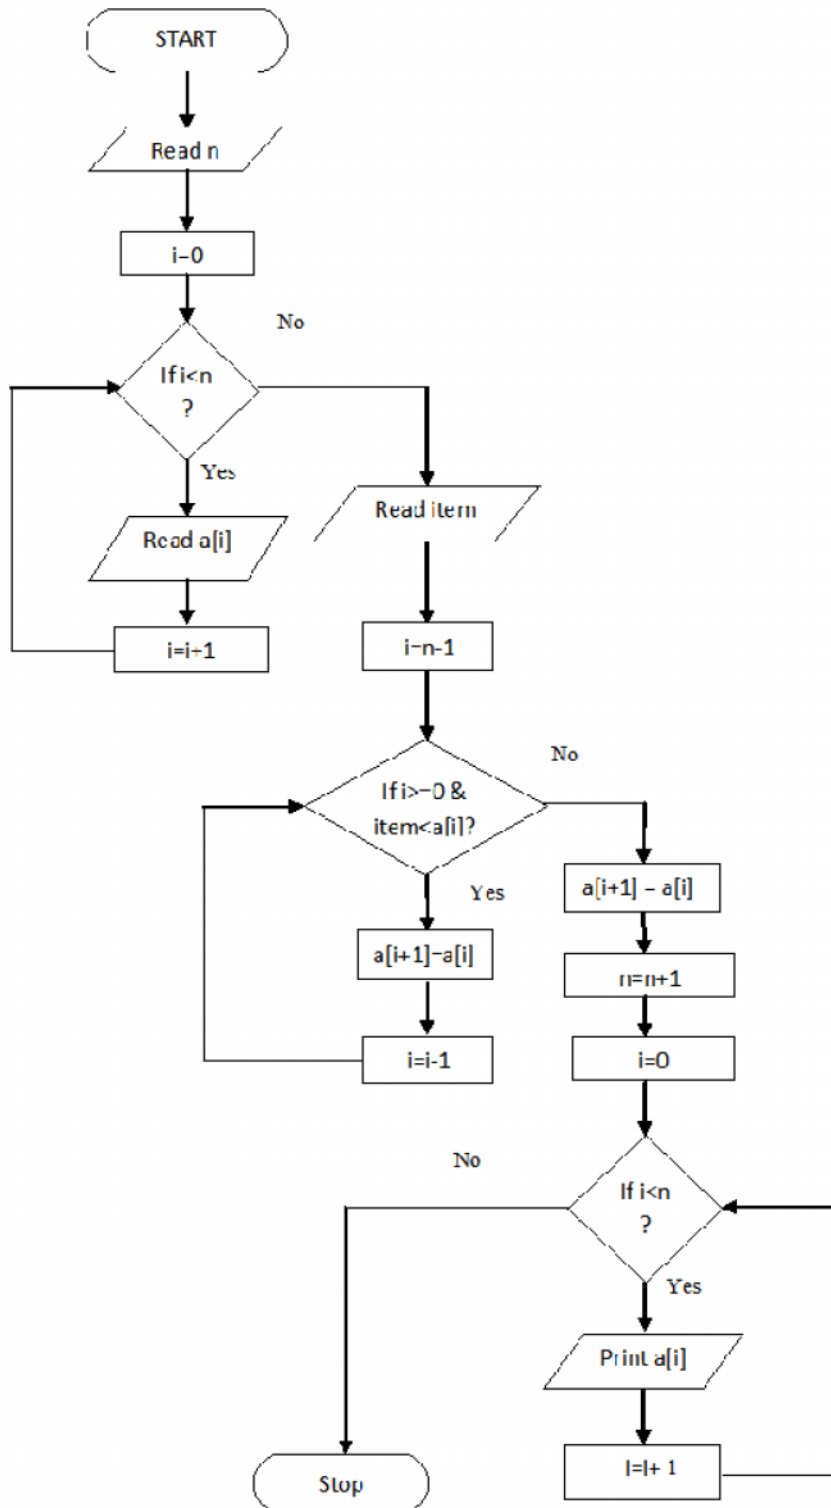 START
Read n
i=0
No
If i<n
?
Yes
Read a[i]
i=i+1
Read item
i=n-1
No
If i>=0 &
item<a[i]?
Yes
a[i+1]=a[i]
i=i-1
a[i+1] = a[i]
n=n+1
i=0
No
If i<n
?
Yes
Print a[i]
I=I+ 1
Stop